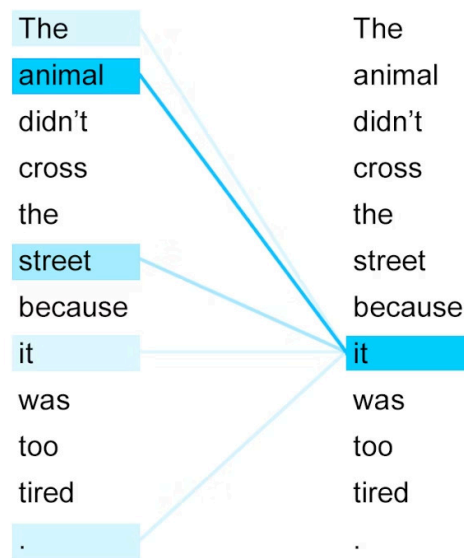 The
animal
didn’t
cross
the
street
because
it
was
too
tired
.
The
animal
didn’t
cross
the
street
because
it
was
too
tired
.